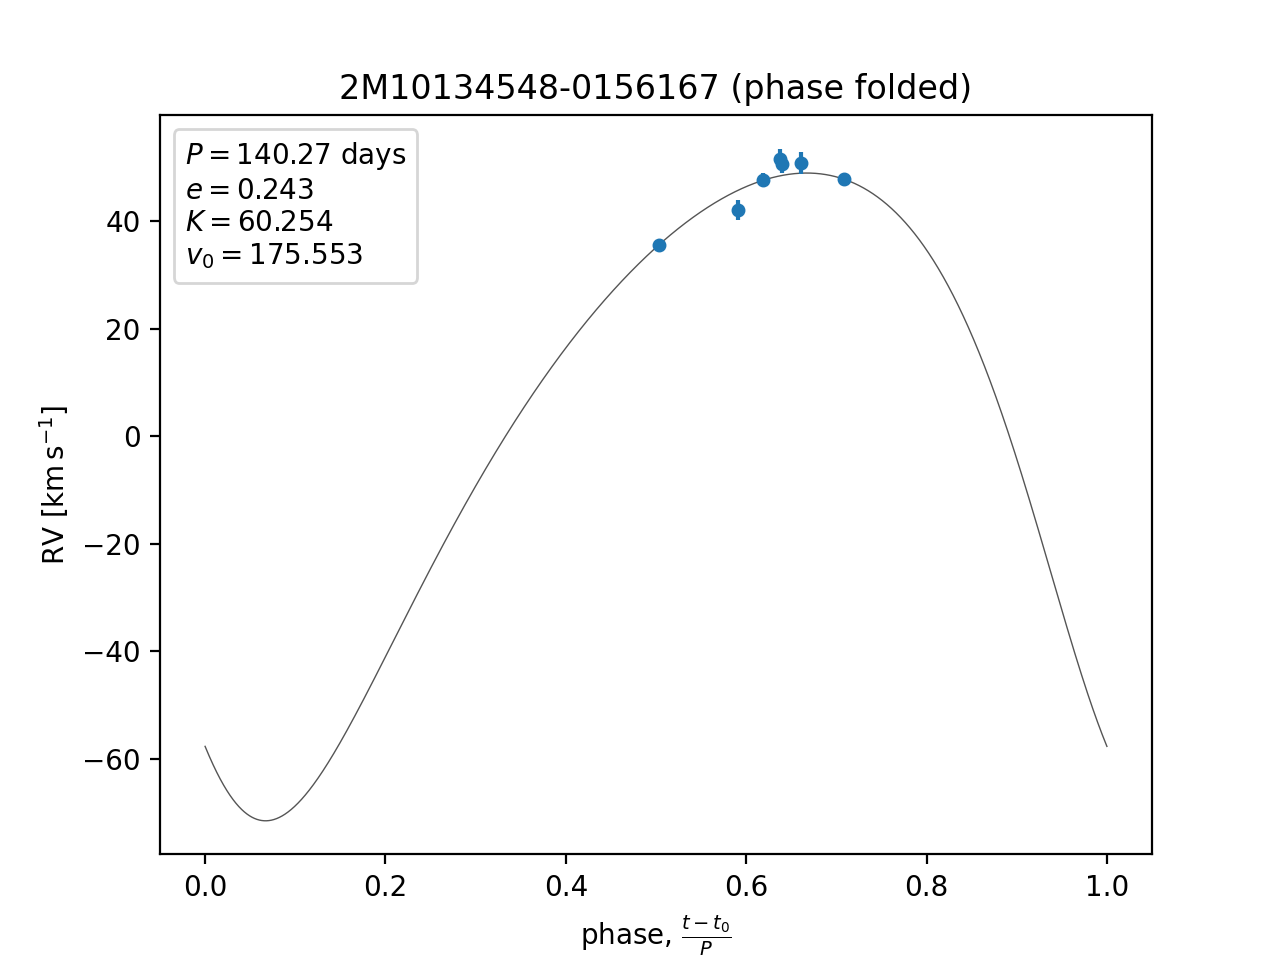 2M10134548-0156167 (phase folded)
P = 140.27 days
e = 0.243
K = 60.254
v₀ = 175.553
RV [km s⁻¹]
40
20
0
−20
−40
−60
0.0 0.2 0.4 0.6 0.8 1.0
phase, (t − t₀)/P